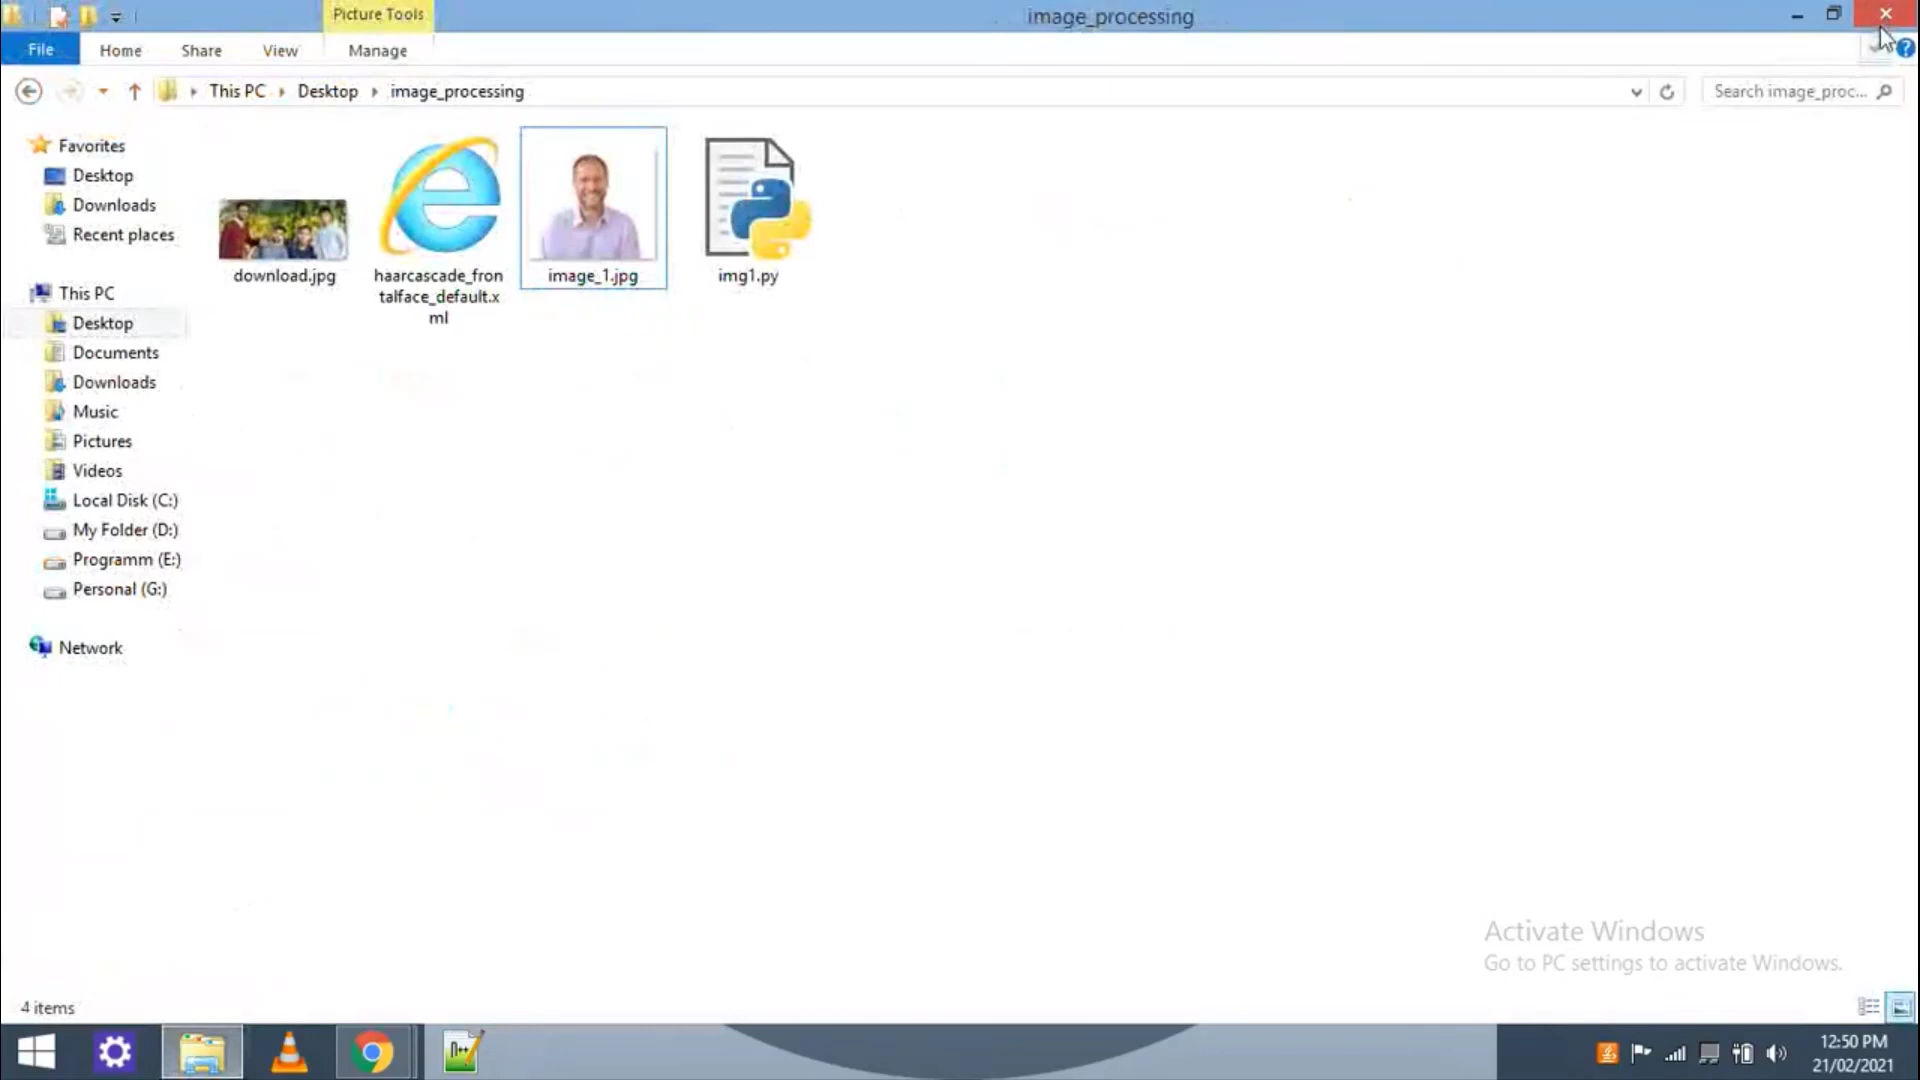 Picture Tools
image_processing
File
Home
Share
View
Manage
This PC
Desktop
image_processing
Search image_proc...
Favorites
Desktop
Downloads
Recent places
This PC
Desktop
Documents
Downloads
Music
Pictures
Videos
Local Disk (C:)
My Folder (D:)
Programm (E:)
Personal (G:)
Network
download.jpg
haarcascade_fron
talface_default.x
ml
image_1.jpg
img1.py
Activate Windows
Go to PC settings to activate Windows.
4 items
12:50 PM
21/02/2021